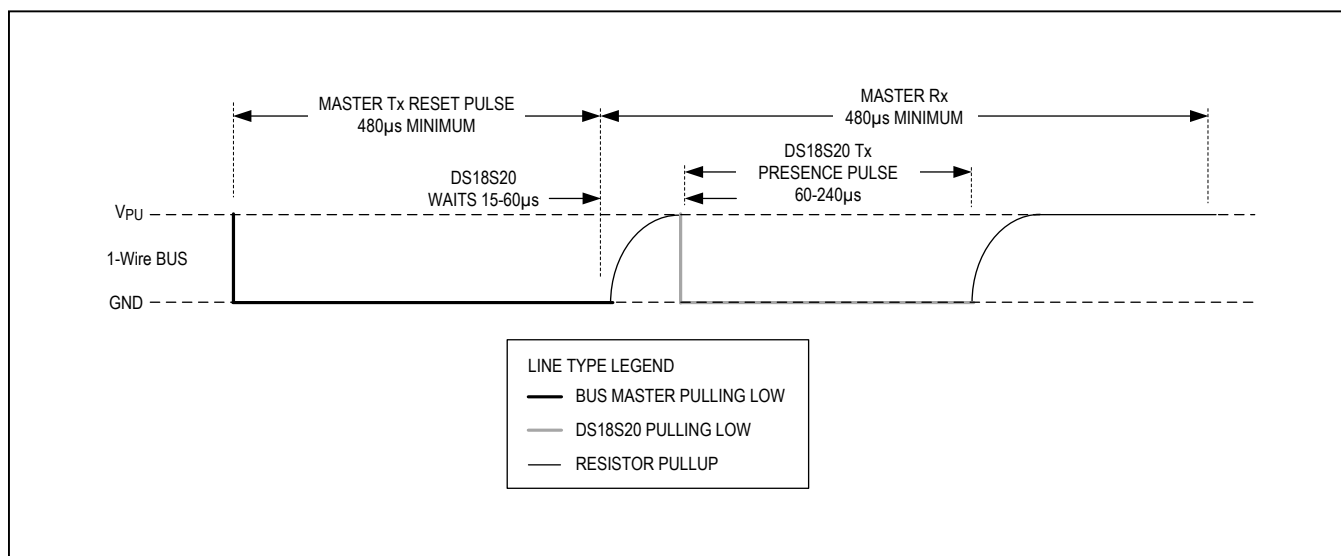 MASTER Tx RESET PULSE
480µs MINIMUM
MASTER Rx
480µs MINIMUM
DS18S20
WAITS 15-60µs
DS18S20 Tx
PRESENCE PULSE
60-240µs
VPU
1-Wire BUS
GND
LINE TYPE LEGEND
BUS MASTER PULLING LOW
DS18S20 PULLING LOW
RESISTOR PULLUP